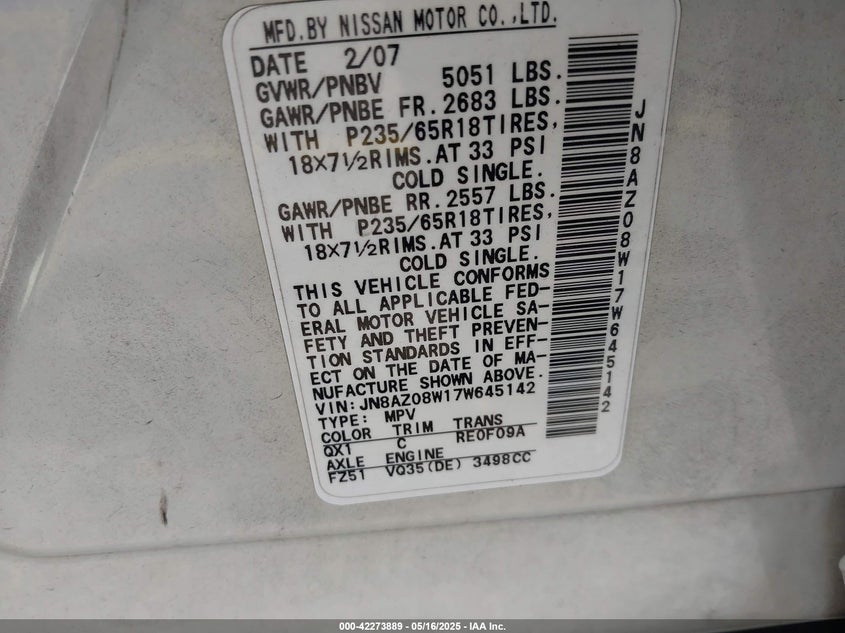 MFD.BY NISSAN MOTOR CO.,LTD.
DATE 2/07
GVWR/PNBV 5051 LBS.
GAWR/PNBE FR.2683 LBS.
WITH P235/65R18TIRES,
18X7½RIMS.AT 33 PSI
COLD SINGLE.
GAWR/PNBE RR.2557 LBS.
WITH P235/65R18TIRES,
18X7½RIMS.AT 33 PSI
COLD SINGLE.
THIS VEHICLE CONFORMS
TO ALL APPLICABLE FED-
ERAL MOTOR VEHICLE SA-
FETY AND THEFT PREVEN-
TION STANDARDS IN EFF-
ECT ON THE DATE OF MA-
NUFACTURE SHOWN ABOVE.
VIN:JN8AZ08W17W645142
TYPE: MPV
COLOR TRIM TRANS
QX1 C RE0F09A
AXLE ENGINE
FZ51 VQ35(DE) 3498CC
JN8AZ08W17W645142
000-42273889 - 05/16/2025 - IAA Inc.